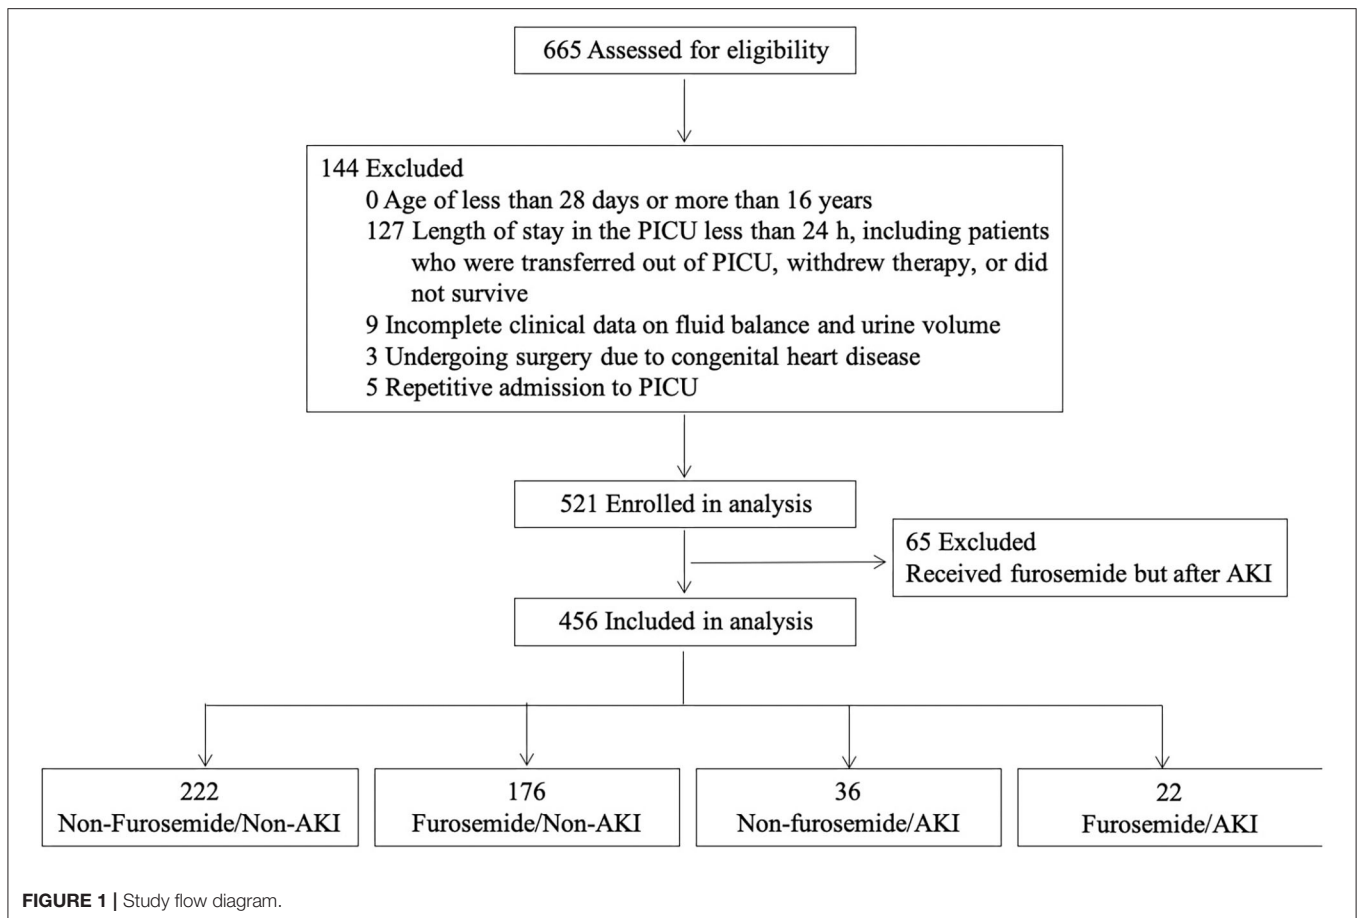 665 Assessed for eligibility
144 Excluded
0 Age of less than 28 days or more than 16 years
127 Length of stay in the PICU less than 24 h, including patients
who were transferred out of PICU, withdrew therapy, or did
not survive
9 Incomplete clinical data on fluid balance and urine volume
3 Undergoing surgery due to congenital heart disease
5 Repetitive admission to PICU
521 Enrolled in analysis
65 Excluded
Received furosemide but after AKI
456 Included in analysis
222
Non-Furosemide/Non-AKI
176
Furosemide/Non-AKI
36
Non-furosemide/AKI
22
Furosemide/AKI
FIGURE 1 | Study flow diagram.